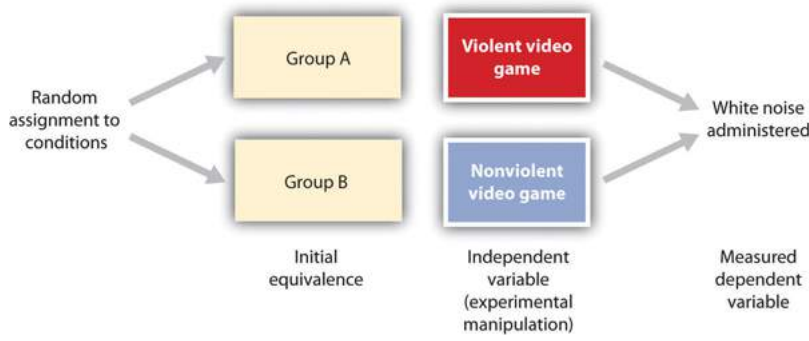 Random
assignment to
conditions
Group A
Group B
Initial
equivalence
Violent video
game
Nonviolent
video game
Independent
variable
(experimental
manipulation)
White noise
administered
Measured
dependent
variable